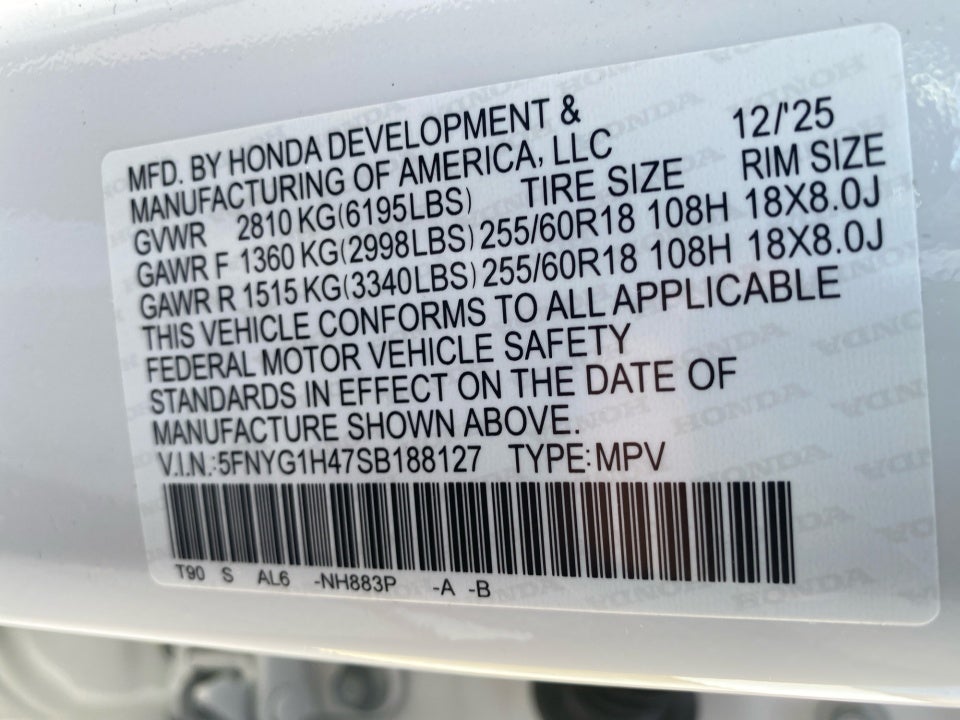 MFD. BY HONDA DEVELOPMENT & 12/'25
MANUFACTURING OF AMERICA, LLC
GVWR 2810 KG(6195LBS) TIRE SIZE RIM SIZE
GAWR F 1360 KG(2998LBS) 255/60R18 108H 18X8.0J
GAWR R 1515 KG(3340LBS) 255/60R18 108H 18X8.0J
THIS VEHICLE CONFORMS TO ALL APPLICABLE
FEDERAL MOTOR VEHICLE SAFETY
STANDARDS IN EFFECT ON THE DATE OF
MANUFACTURE SHOWN ABOVE.
V.I.N.:5FNYG1H47SB188127 TYPE:MPV
T90 S AL6 -NH883P -A -B